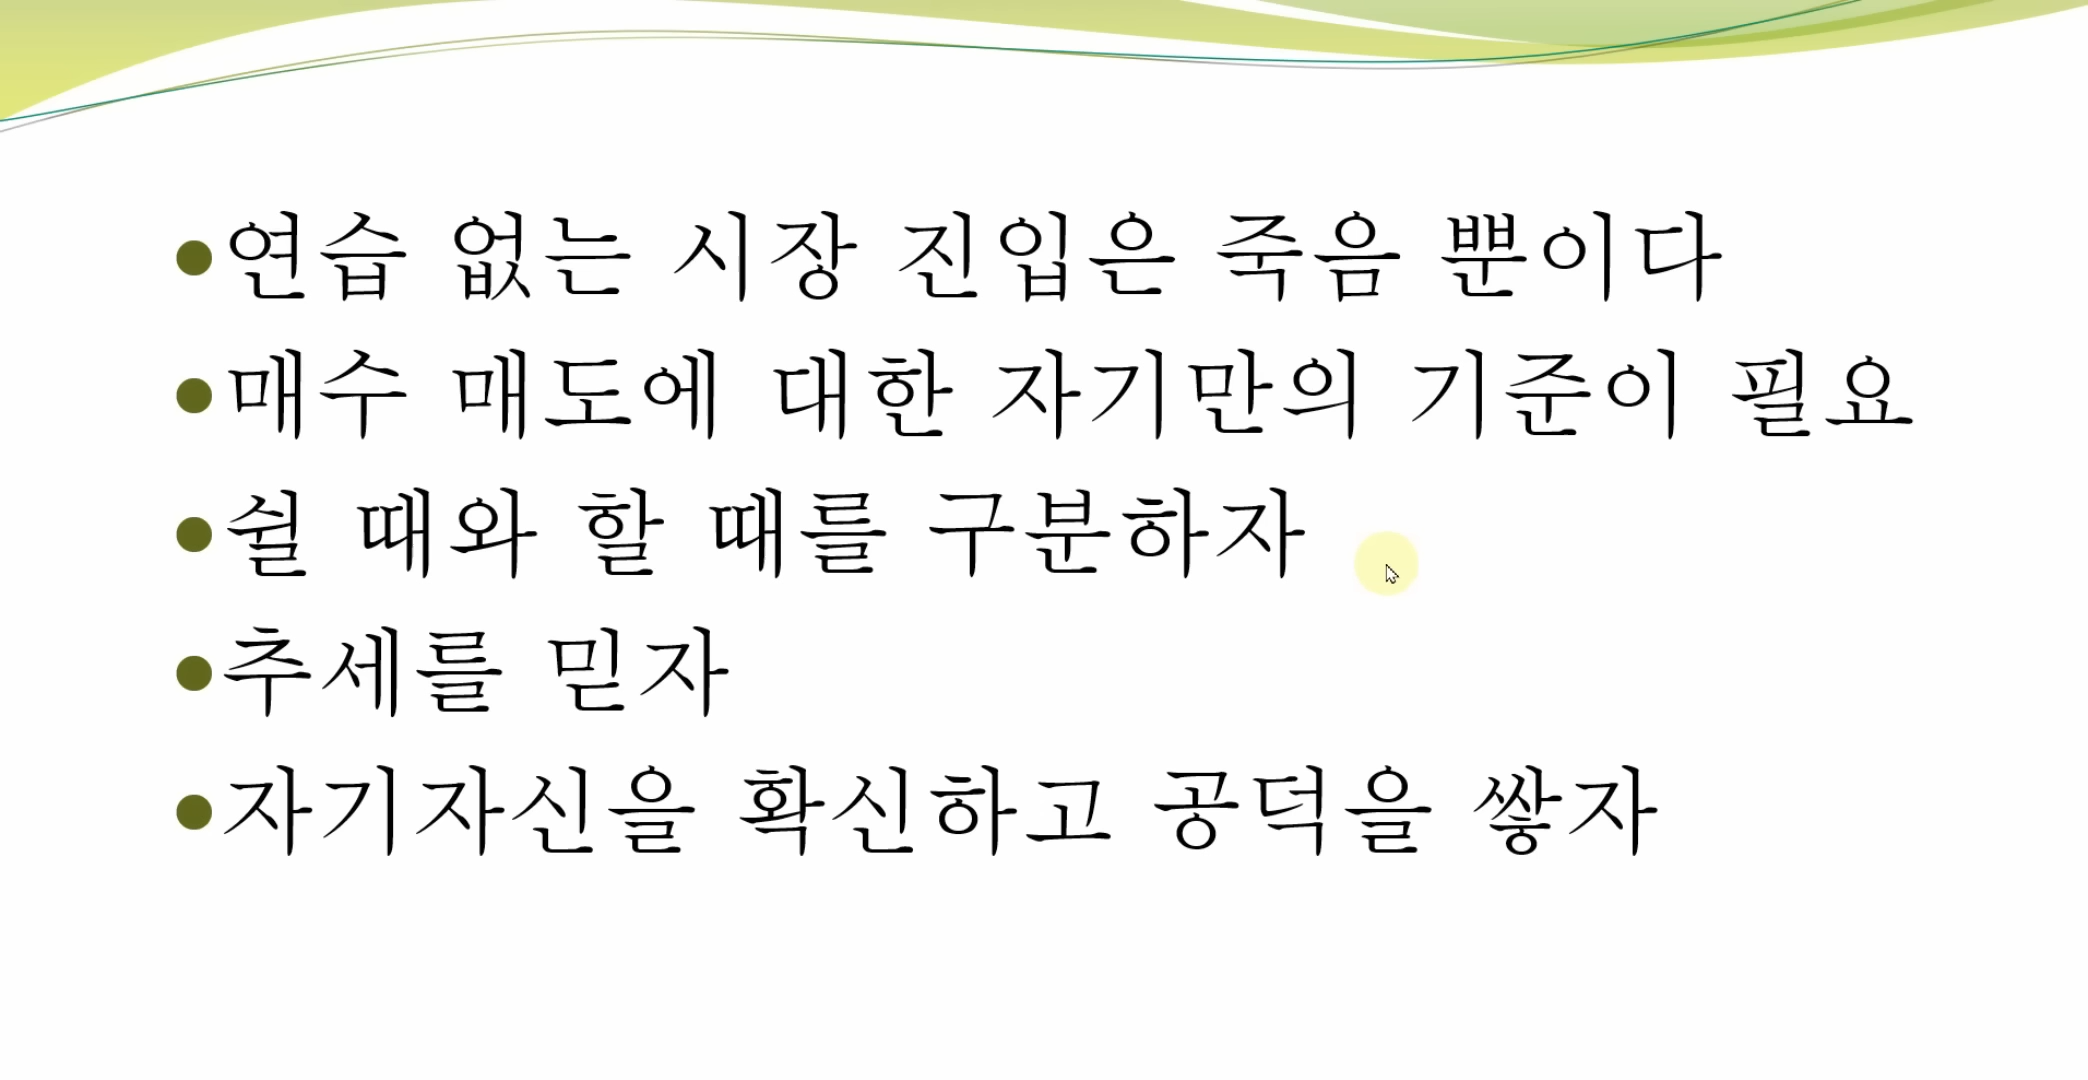 •연습 없는 시장 진입은 죽음 뿐이다
•매수 매도에 대한 자기만의 기준이 필요
•쉴 때와 할 때를 구분하자
•추세를 믿자
•자기자신을 확신하고 공덕을 쌓자